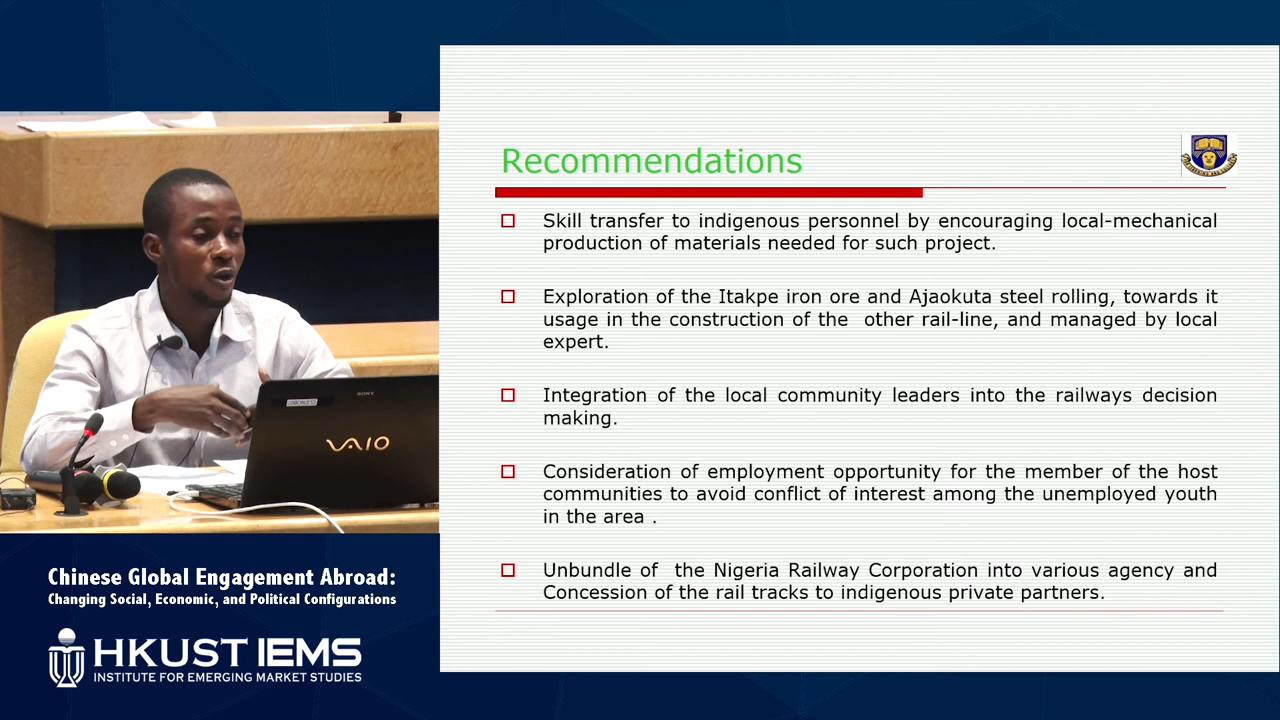 Recommendations
Skill transfer to indigenous personnel by encouraging local-mechanical
production of materials needed for such project.
Exploration of the Itakpe iron ore and Ajaokuta steel rolling, towards it
usage in the construction of the other rail-line, and managed by local
expert.
Integration of the local community leaders into the railways decision
making.
Consideration of employment opportunity for the member of the host
communities to avoid conflict of interest among the unemployed youth
in the area .
Unbundle of the Nigeria Railway Corporation into various agency and
Concession of the rail tracks to indigenous private partners.
SONY
VAIO
Chinese Global Engagement Abroad:
Changing Social, Economic, and Political Configurations
HKUST IEMS
INSTITUTE FOR EMERGING MARKET STUDIES